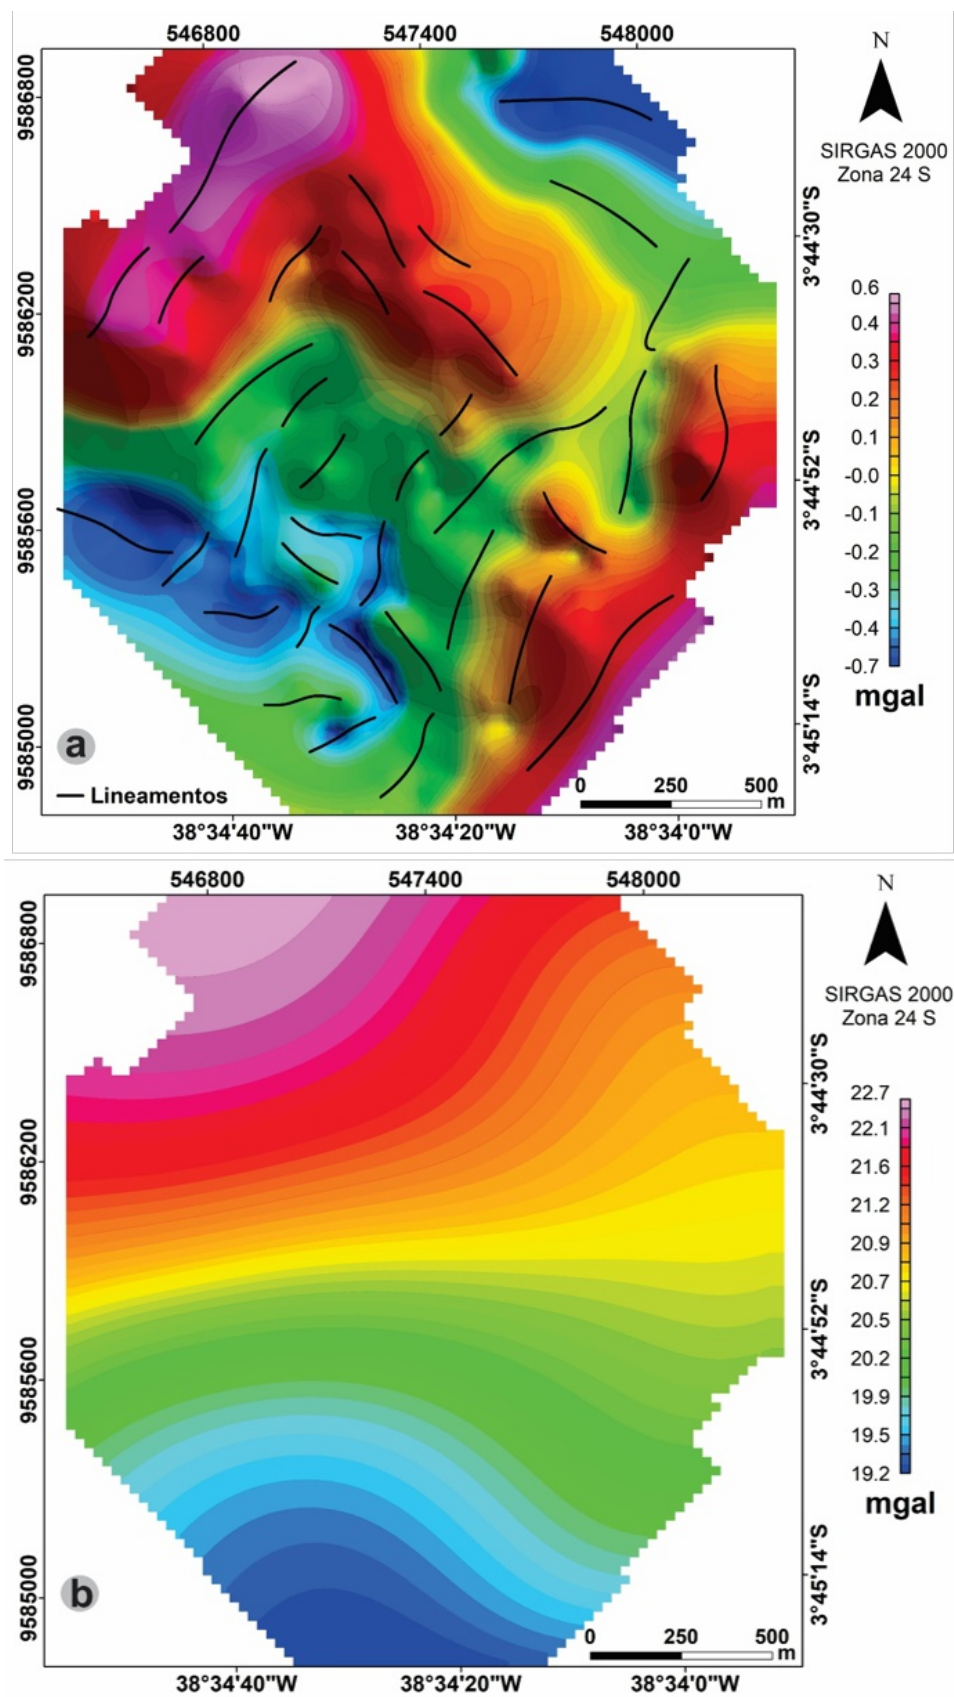 546800 547400 548000
N
SIRGAS 2000
Zona 24 S
9586800
9586200
9585600
9585000
3°44'30"S
3°44'52"S
3°45'14"S
0.6
0.4
0.3
0.2
0.1
-0.0
-0.1
-0.2
-0.3
-0.4
-0.7
mgal
a
Lineamentos
0 250 500
m
38°34'40"W 38°34'20"W 38°34'0"W
546800 547400 548000
N
SIRGAS 2000
Zona 24 S
9586800
9586200
9585600
9585000
3°44'30"S
3°44'52"S
3°45'14"S
22.7
22.1
21.6
21.2
20.9
20.7
20.5
20.2
19.9
19.5
19.2
mgal
b
0 250 500
m
38°34'40"W 38°34'20"W 38°34'0"W